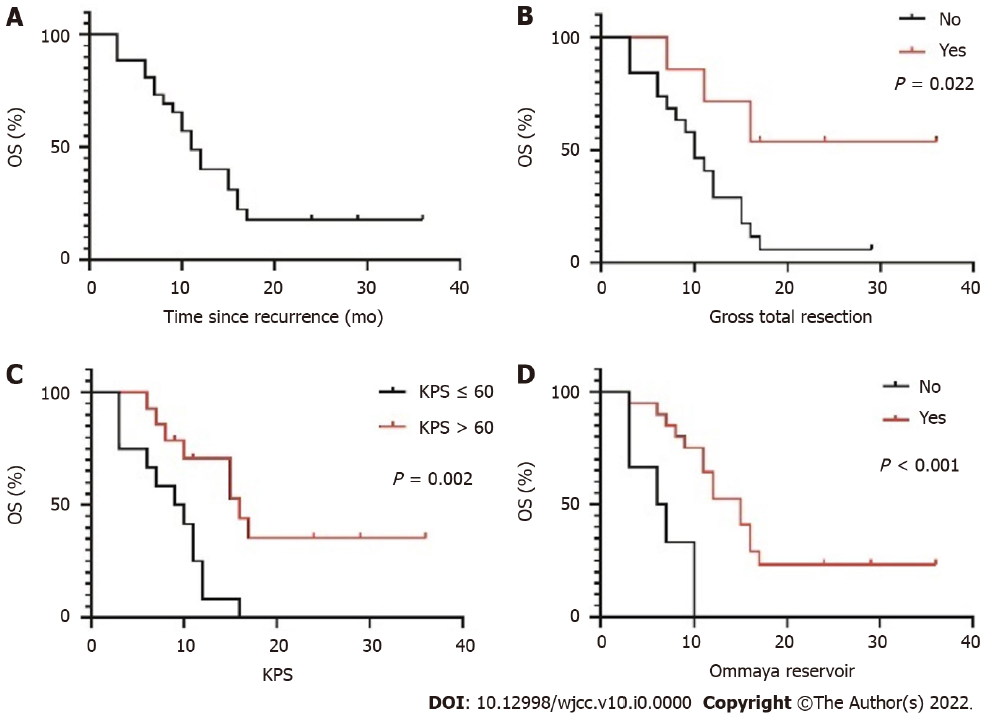 A
OS (%)
100
50
0
0 10 20 30 40
Time since recurrence (mo)
B
OS (%)
100
50
0
0 10 20 30 40
Gross total resection
No
Yes
P = 0.022
C
OS (%)
100
50
0
0 10 20 30 40
KPS
KPS ≤ 60
KPS > 60
P = 0.002
D
OS (%)
100
50
0
0 10 20 30 40
Ommaya reservoir
No
Yes
P < 0.001
DOI: 10.12998/wjcc.v10.i0.0000 Copyright ©The Author(s) 2022.